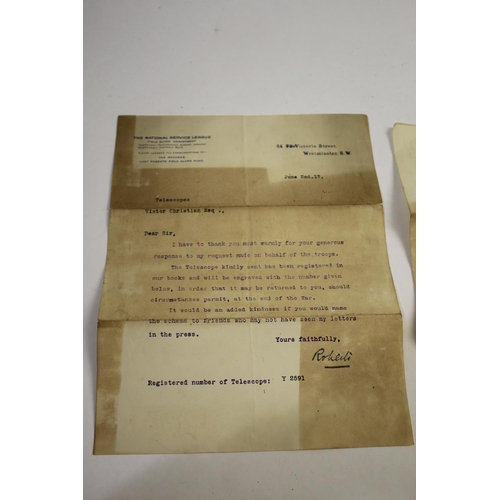 THE NATIONAL SERVICE LEAGUE
Victoria Street
Westminster S.W.
June 2nd.15.
Telescopes
Victor Christian Esq.,
Dear Sir,
I have to thank you most warmly for your generous
response to my request made on behalf of the troops.
The Telescope kindly sent has been registered in
our books and will be engraved with the number given
below, in order that it may be returned to you, should
circumstances permit, at the end of the War.
It would be an added kindness if you would name
the scheme to friends who may not have seen my letters
in the press.
Yours faithfully,
Roberts
Registered number of Telescope: Y 2591